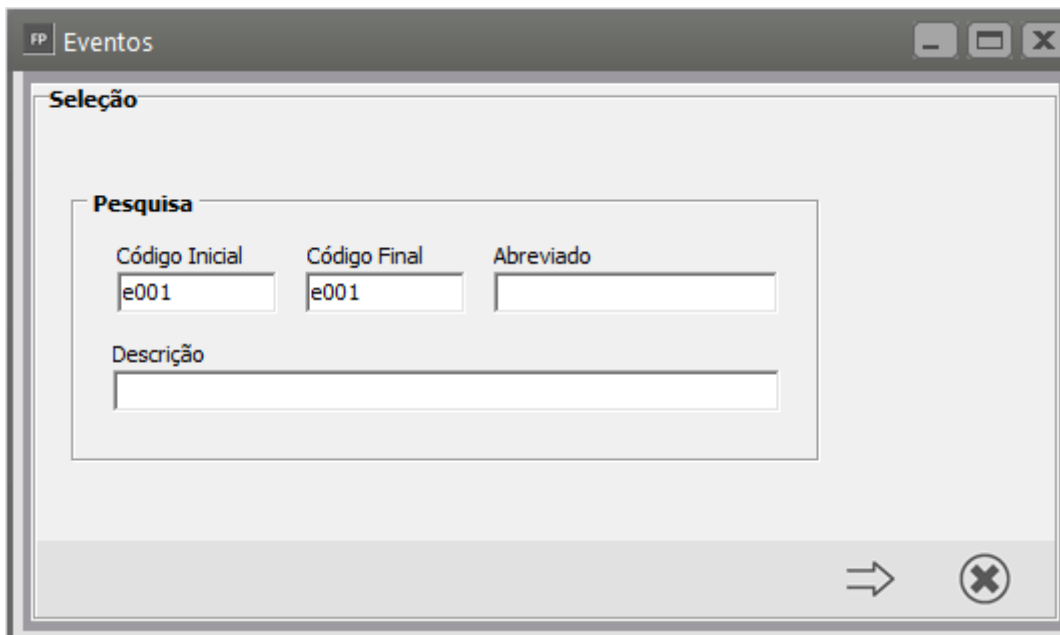 FP Eventos
Seleção
Pesquisa
Código Inicial Código Final Abreviado
e001 e001
Descrição